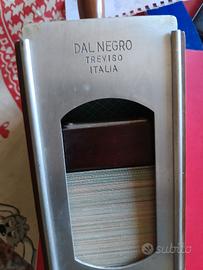 DAL NEGRO
TREVISO
ITALIA
subito